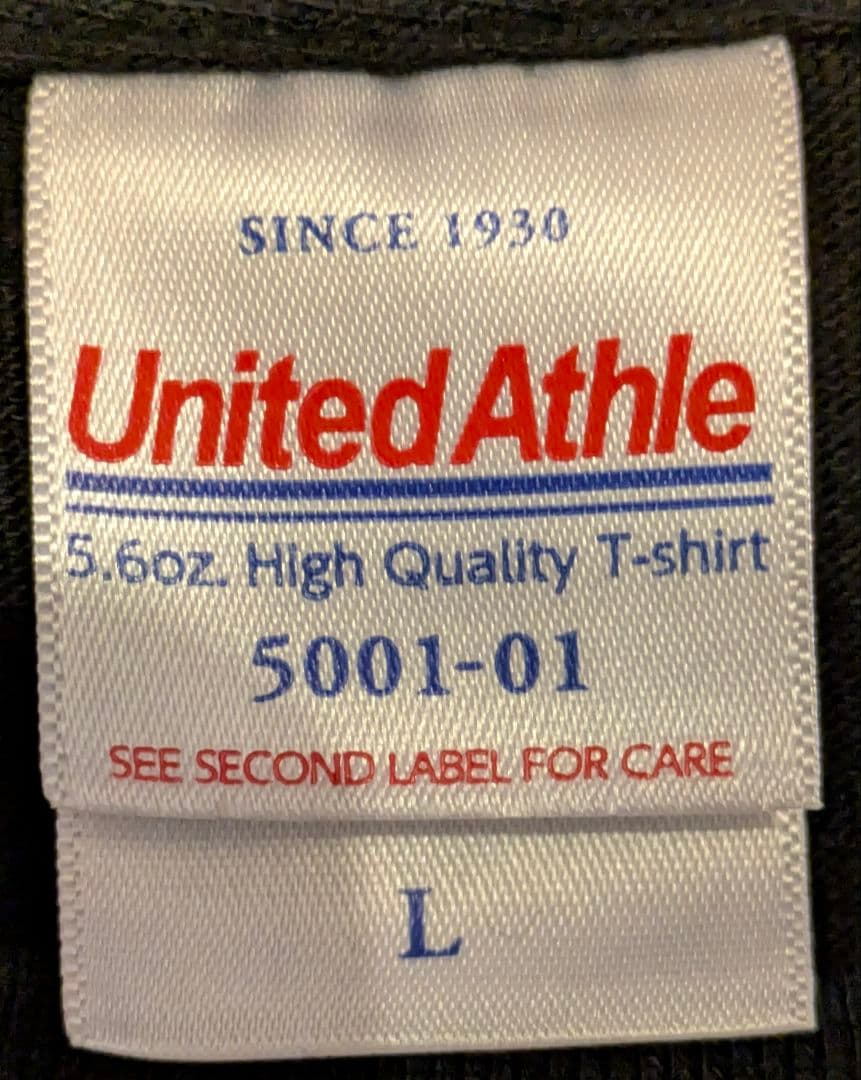 SINCE 1930
United Athle
5.6oz. High Quality T-shirt
5001-01
SEE SECOND LABEL FOR CARE
L